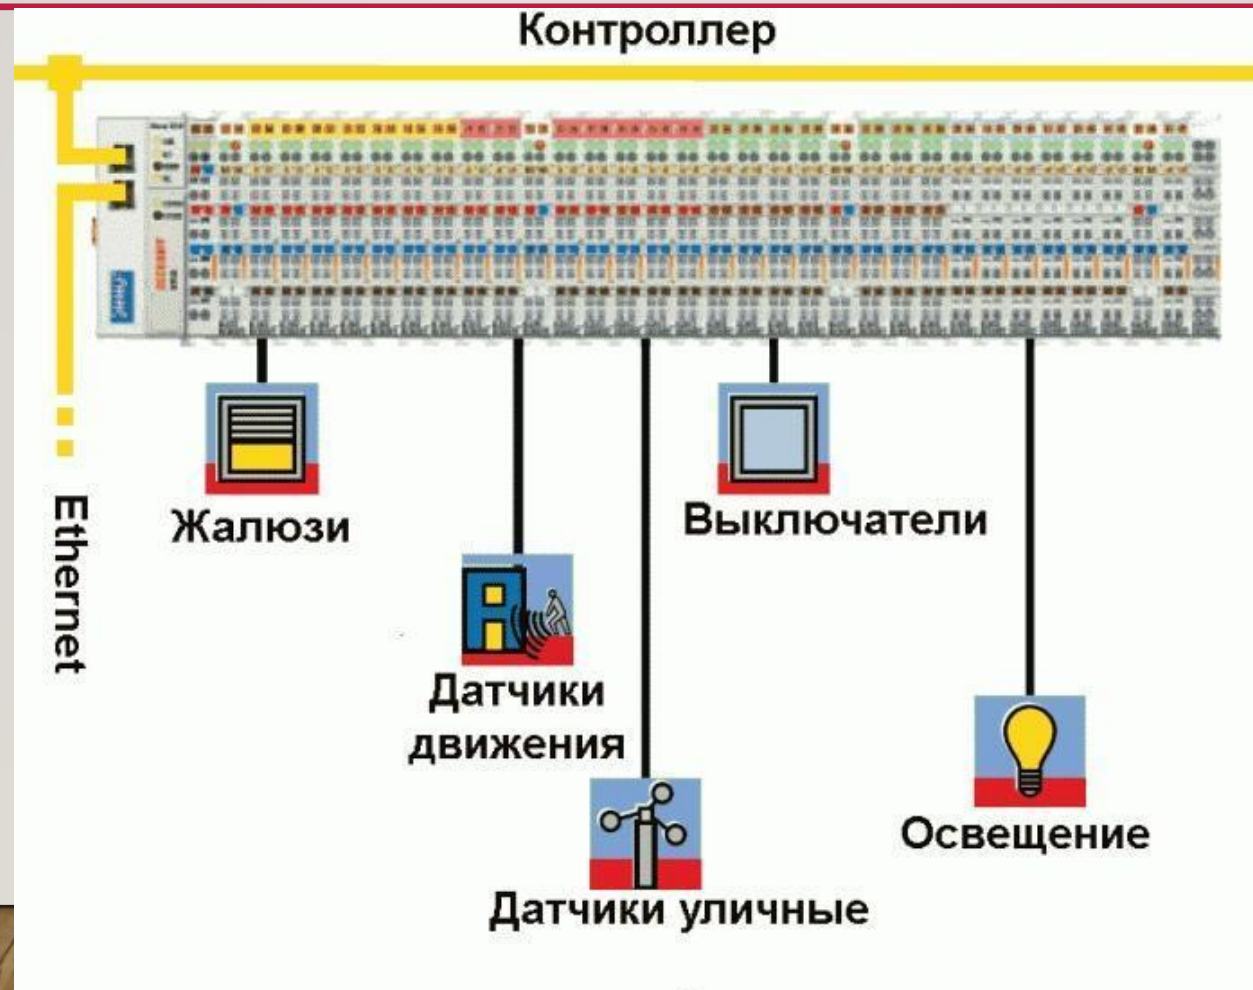 Контроллер
Ethernet
Жалюзи
Выключатели
Датчики
движения
Освещение
Датчики уличные